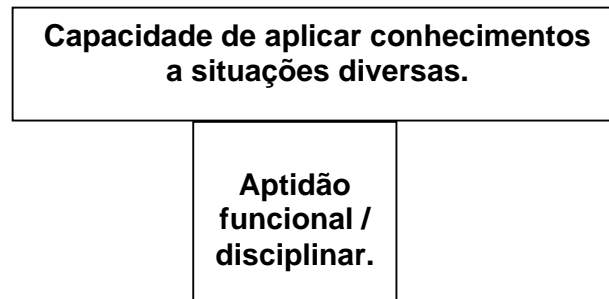 Capacidade de aplicar conhecimentos
a situações diversas.
Aptidão
funcional /
disciplinar.